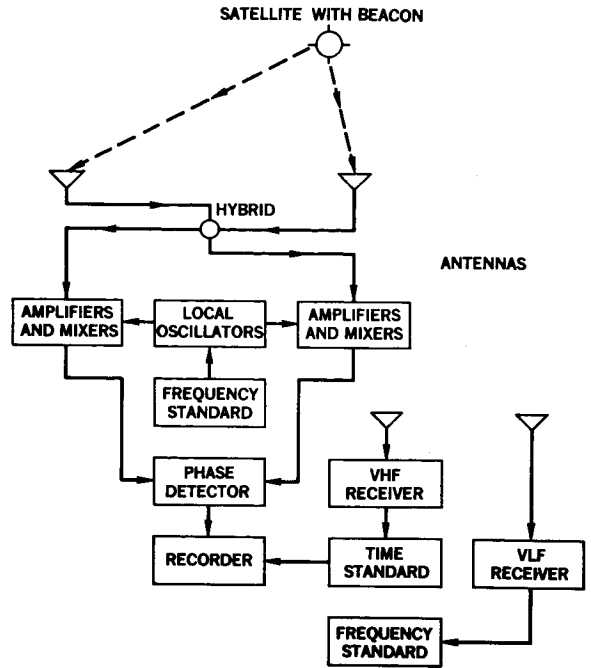 SATELLITE WITH BEACON
HYBRID
ANTENNAS
AMPLIFIERS
AND MIXERS
LOCAL
OSCILLATORS
AMPLIFIERS
AND MIXERS
FREQUENCY
STANDARD
PHASE
DETECTOR
VHF
RECEIVER
RECORDER
TIME
STANDARD
VLF
RECEIVER
FREQUENCY
STANDARD